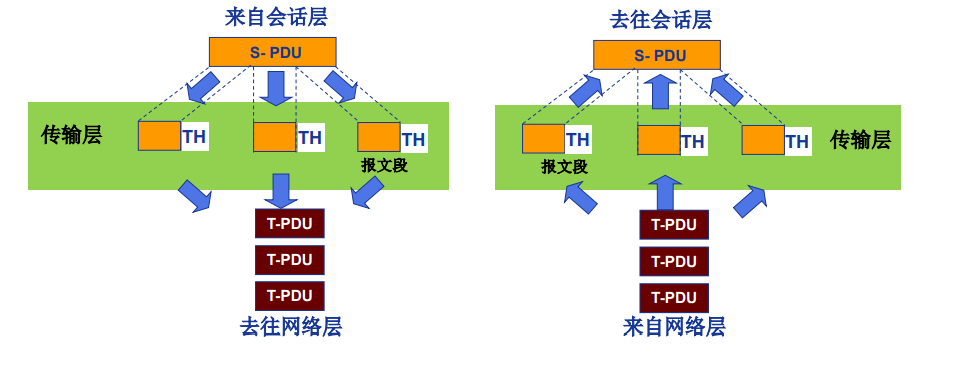 来自会话层
S- PDU
传输层
TH
TH
TH
报文段
T-PDU
T-PDU
T-PDU
去往网络层
去往会话层
S- PDU
TH
TH
TH
传输层
报文段
T-PDU
T-PDU
T-PDU
来自网络层